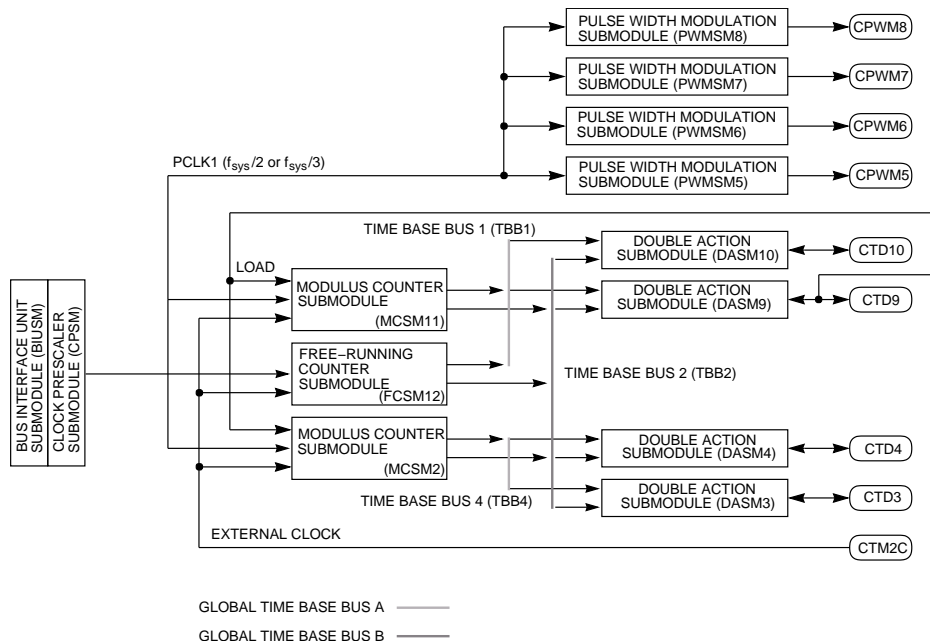 PULSE WIDTH MODULATION
SUBMODULE (PWMSM8)
CPWM8
PULSE WIDTH MODULATION
SUBMODULE (PWMSM7)
CPWM7
PULSE WIDTH MODULATION
SUBMODULE (PWMSM6)
CPWM6
PCLK1 (fsys/2 or fsys/3)
PULSE WIDTH MODULATION
SUBMODULE (PWMSM5)
CPWM5
TIME BASE BUS 1 (TBB1)
DOUBLE ACTION
SUBMODULE (DASM10)
CTD10
LOAD
MODULUS COUNTER
SUBMODULE
(MCSM11)
DOUBLE ACTION
SUBMODULE (DASM9)
CTD9
BUS INTERFACE UNIT
SUBMODULE (BIUSM)
CLOCK PRESCALER
SUBMODULE (CPSM)
FREE−RUNNING
COUNTER
SUBMODULE
(FCSM12)
TIME BASE BUS 2 (TBB2)
MODULUS COUNTER
SUBMODULE
(MCSM2)
DOUBLE ACTION
SUBMODULE (DASM4)
CTD4
TIME BASE BUS 4 (TBB4)
DOUBLE ACTION
SUBMODULE (DASM3)
CTD3
EXTERNAL CLOCK
CTM2C
GLOBAL TIME BASE BUS A
GLOBAL TIME BASE BUS B